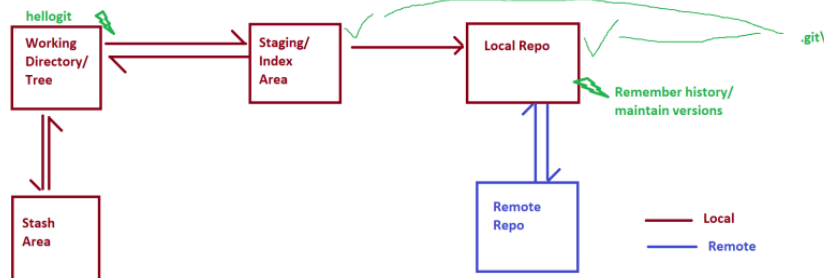 hellogit
Working
Directory/
Tree
Staging/
Index
Area
Local Repo
.git\
Remember history/
maintain versions
Stash
Area
Remote
Repo
Local
Remote